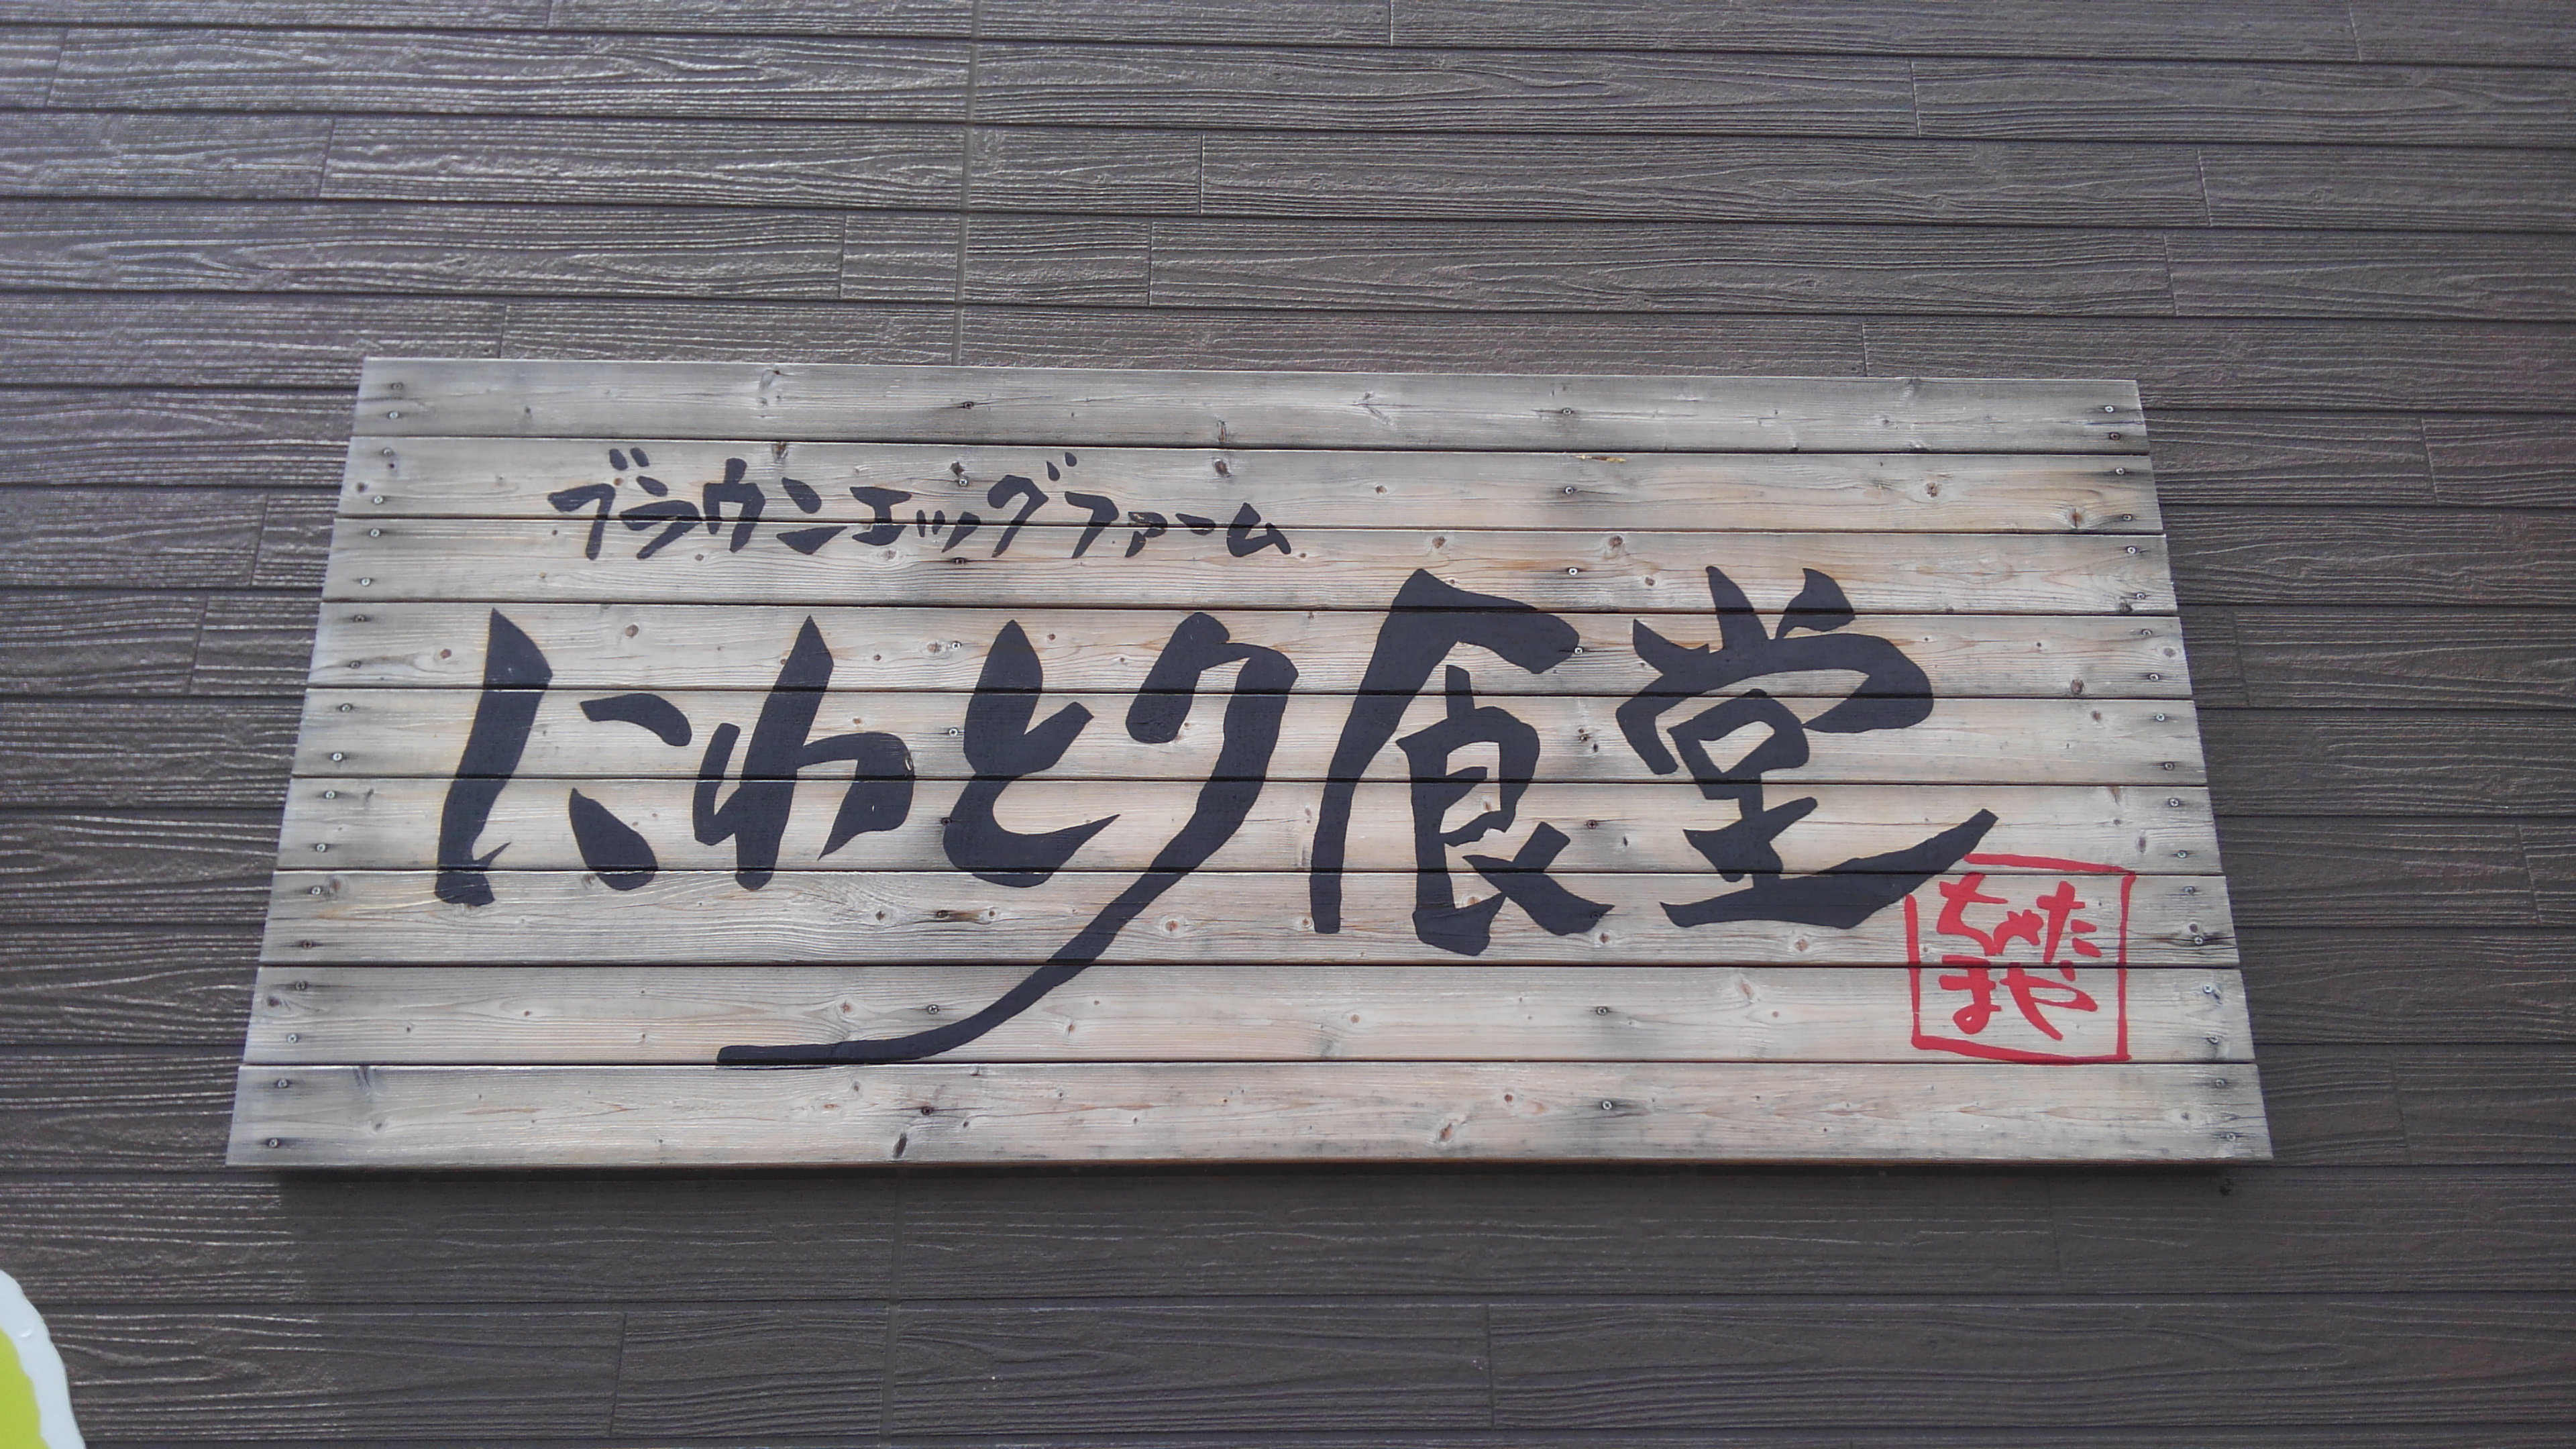 ブラウンエッグファーム
にわとり食堂
ちゃたまや